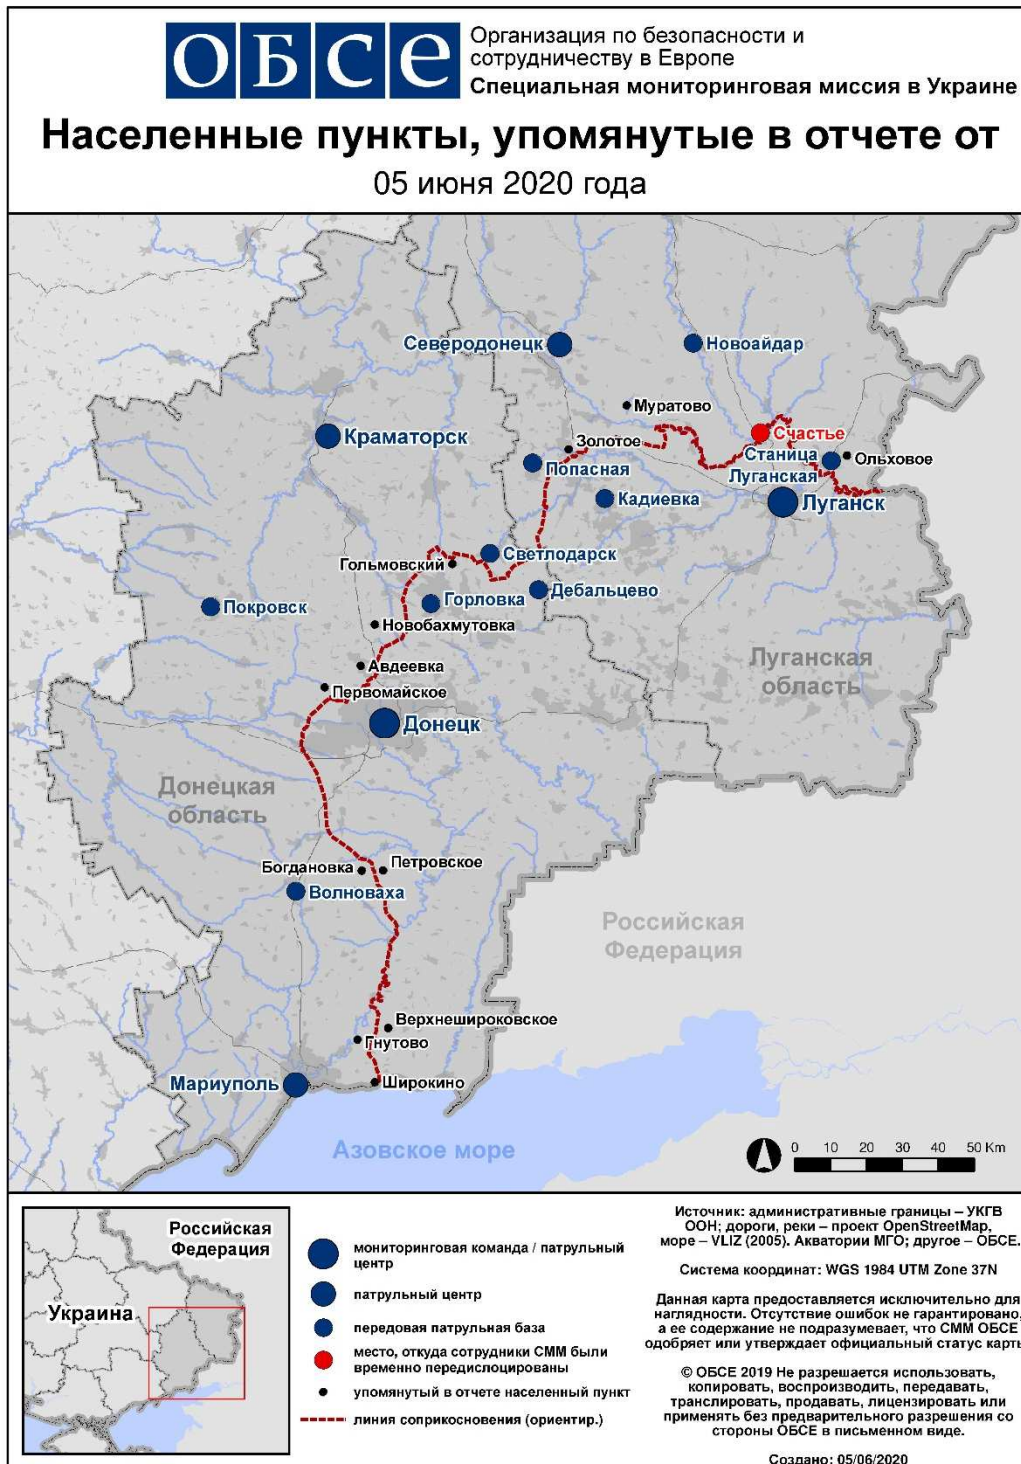 ОБСЕ
Организация по безопасности и
сотрудничеству в Европе
Специальная мониторинговая миссия в Украине
Населенные пункты, упомянутые в отчете от
05 июня 2020 года
Северодонецк
Новоайдар
Муратово
Краматорск
Счастье
Золотое
Станица
Луганская
Ольховое
Попасная
Кадиевка
Луганск
Светлодарск
Гольмовский
Дебальцево
Покровск
Горловка
Новобахмутовка
Авдеевка
Луганская
область
Первомайское
Донецк
Донецкая
область
Богдановка
Петровское
Волноваха
Российская
Федерация
Верхнешироковское
Гнутово
Мариуполь
Широкино
Азовское море
0 10 20 30 40 50 Km
Российская
Федерация
Украина
мониторинговая команда / патрульный
центр
патрульный центр
передовая патрульная база
место, откуда сотрудники СММ были
временно передислоцированы
упомянутый в отчете населенный пункт
линия соприкосновения (ориентир.)
Источник: административные границы – УКГВ
ООН; дороги, реки – проект OpenStreetMap,
море – VLIZ (2005). Акватории МГО; другое – ОБСЕ.
Система координат: WGS 1984 UTM Zone 37N
Данная карта предоставляется исключительно для
наглядности. Отсутствие ошибок не гарантировано,
а ее содержание не подразумевает, что СММ ОБСЕ
одобряет или утверждает официальный статус карты
© ОБСЕ 2019 Не разрешается использовать,
копировать, воспроизводить, передавать,
транслировать, продавать, лицензировать или
применять без предварительного разрешения со
стороны ОБСЕ в письменном виде.
Создано: 05/06/2020